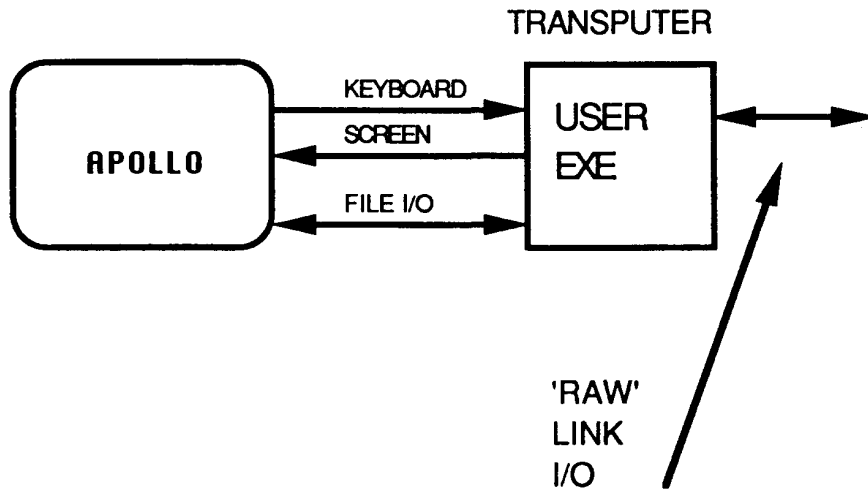 TRANSPUTER
KEYBOARD
SCREEN
FILE I/O
APOLLO
USER
EXE
'RAW'
LINK
I/O